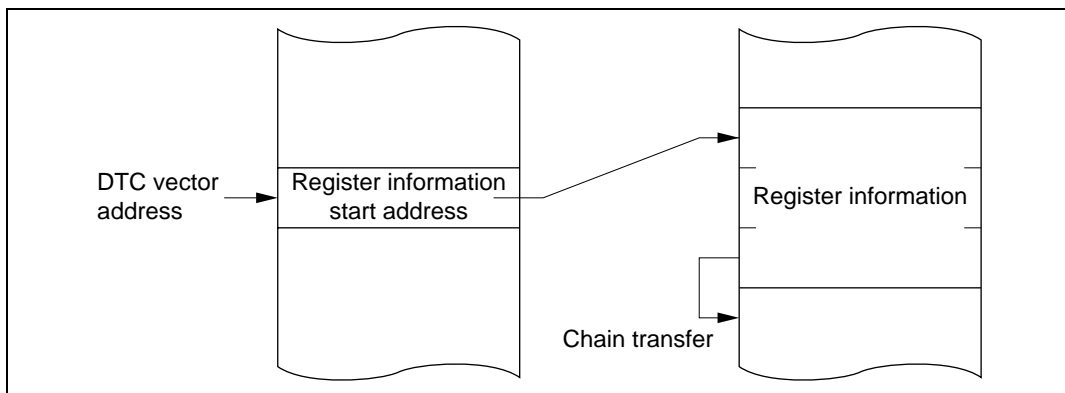 DTC vector
address
Register information
start address
Register information
Chain transfer